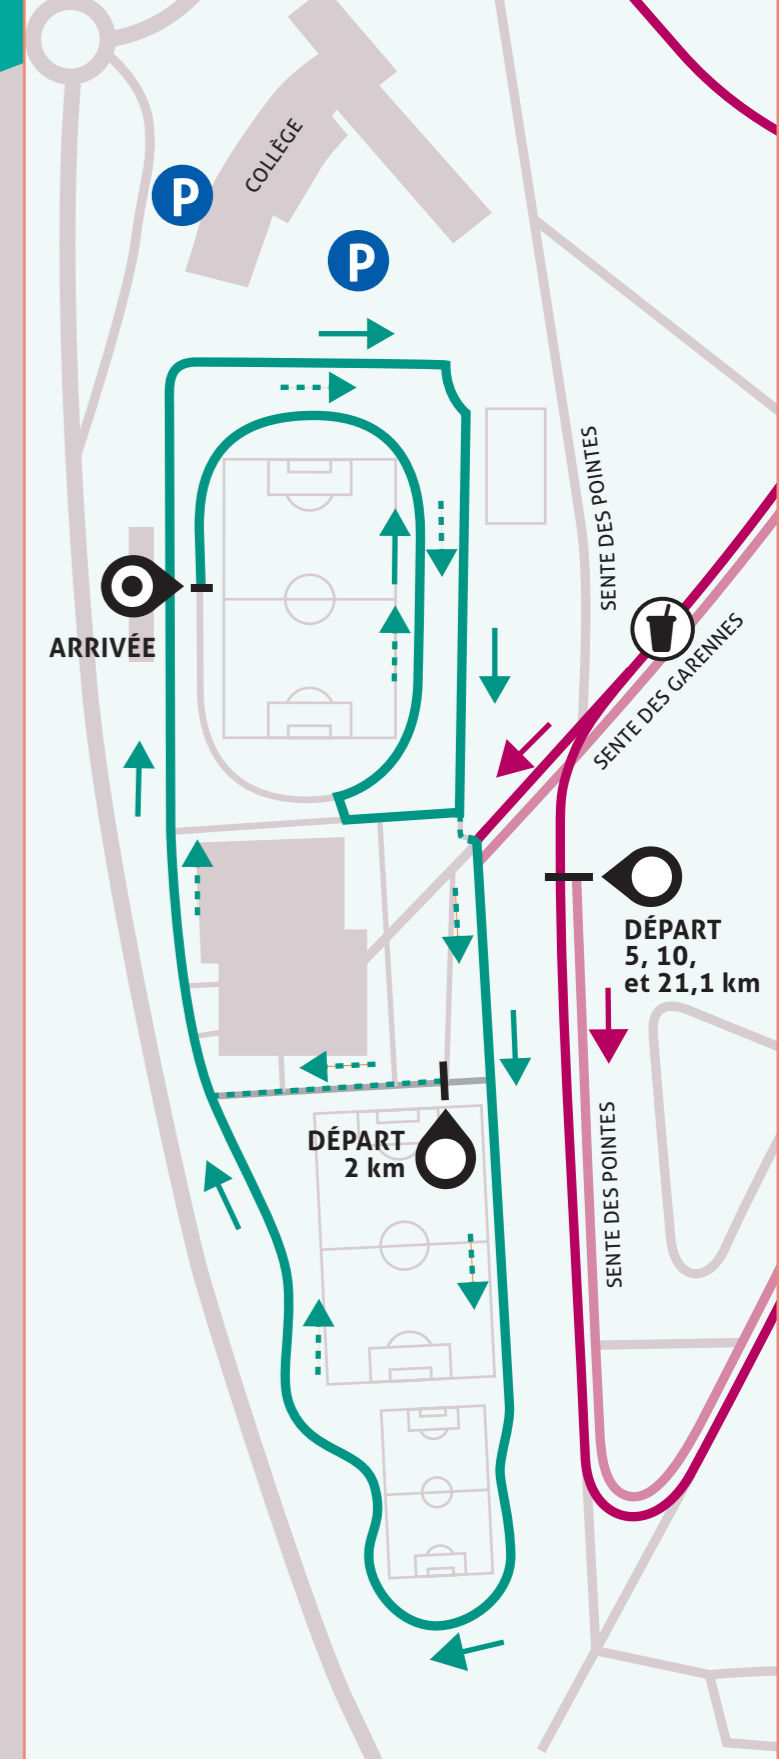 COLLÈGE
P
P
SENTE DES POINTES
ARRIVÉE
SENTE DES GARENNES
DÉPART
5, 10,
et 21,1 km
DÉPART
2 km
SENTE DES POINTES